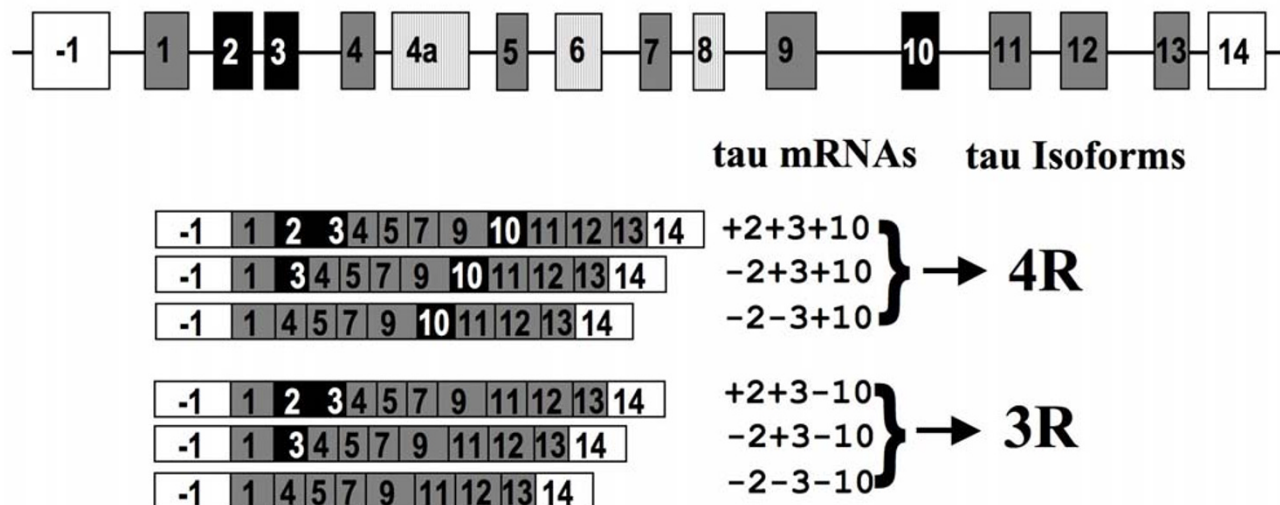 -1 1 2 3 4 4a 5 6 7 8 9 10 11 12 13 14
tau mRNAs tau Isoforms
-1 1 2 3 4 5 7 9 10 11 12 13 14 +2+3+10
-1 1 3 4 5 7 9 10 11 12 13 14 -2+3+10 4R
-1 1 4 5 7 9 10 11 12 13 14 -2-3+10
-1 1 2 3 4 5 7 9 11 12 13 14 +2+3-10
-1 1 3 4 5 7 9 11 12 13 14 -2+3-10 3R
-1 1 4 5 7 9 11 12 13 14 -2-3-10